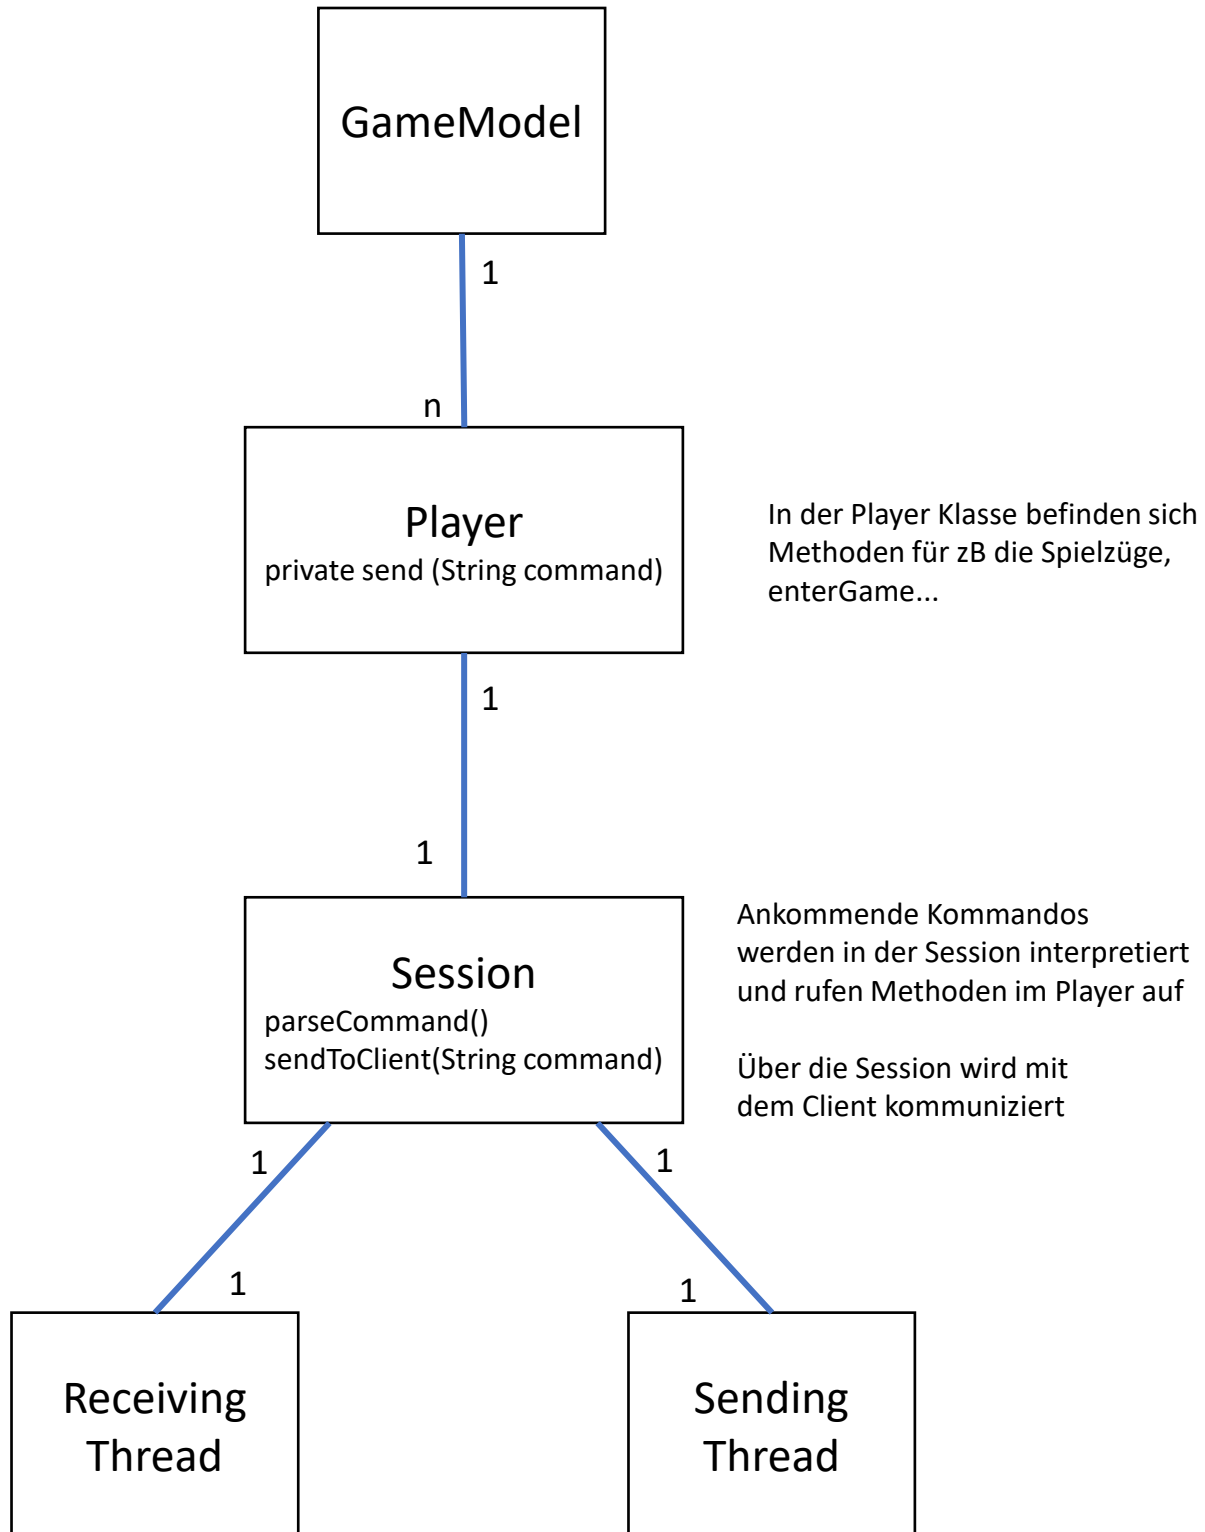 GameModel
1
n
Player
private send (String command)
In der Player Klasse befinden sich
Methoden für zB die Spielzüge,
enterGame...
1
1
Session
parseCommand()
sendToClient(String command)
Ankommende Kommandos
werden in der Session interpretiert
und rufen Methoden im Player auf
Über die Session wird mit
dem Client kommuniziert
1
1
1
1
Receiving
Thread
Sending
Thread